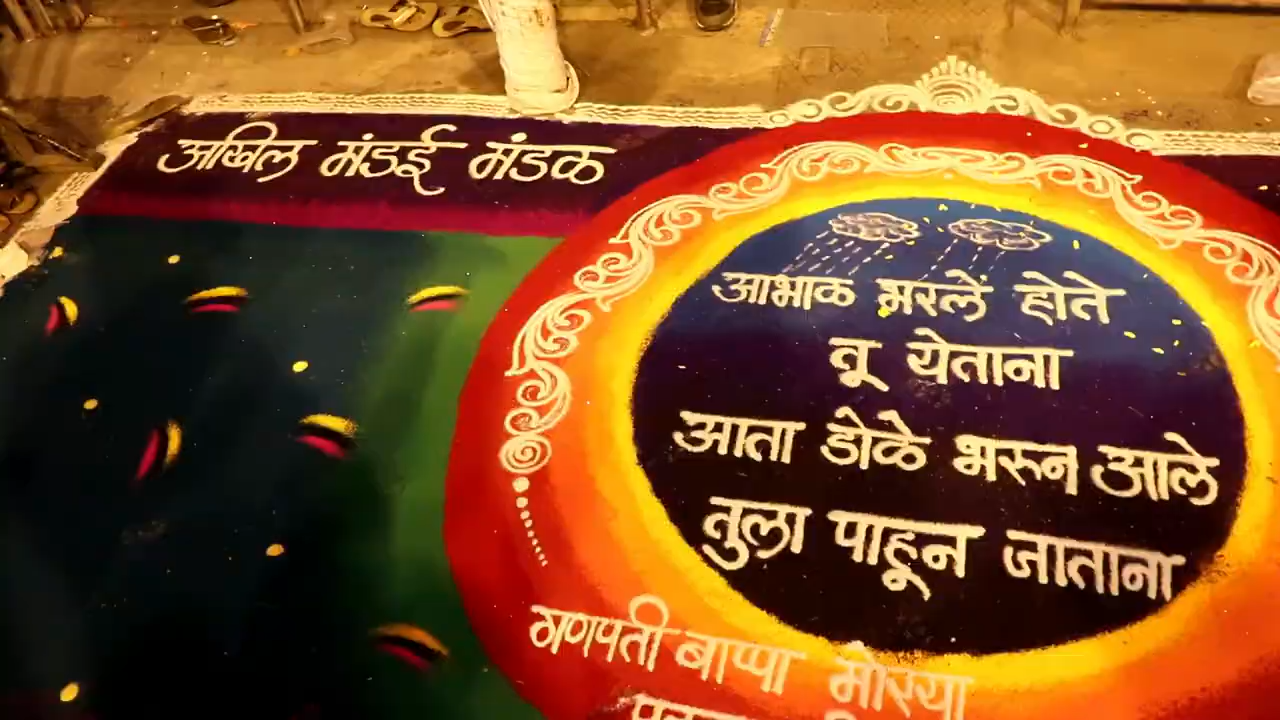 अखिल मंडई मंडळ
आभाळ भरलें होते
तू येताना
आता डोळे भरून आले
तुला पाहून जाताना
गणपती बाप्पा मोरया